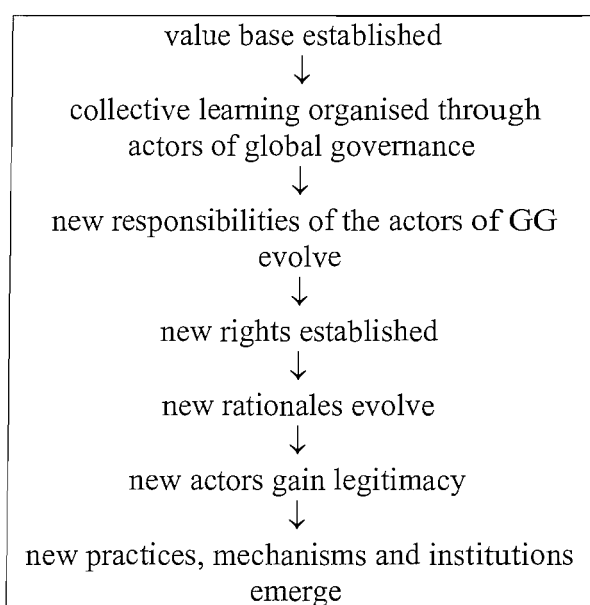 value base established
↓
collective learning organised through
actors of global governance
↓
new responsibilities of the actors of GG
evolve
↓
new rights established
↓
new rationales evolve
↓
new actors gain legitimacy
↓
new practices, mechanisms and institutions
emerge